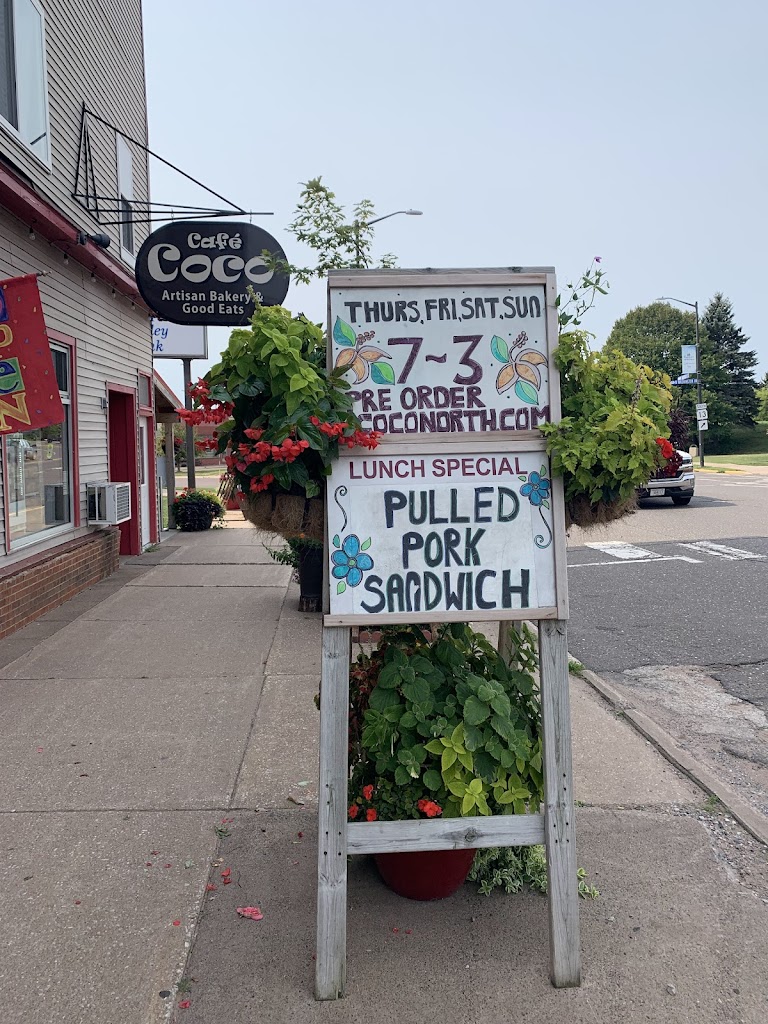 Café
Coco
Artisan Bakery &
Good Eats
THURS, FRI, SAT, SUN
7~3
PRE ORDER
COCONORTH.COM
LUNCH SPECIAL
PULLED
PORK
SANDWICH
13